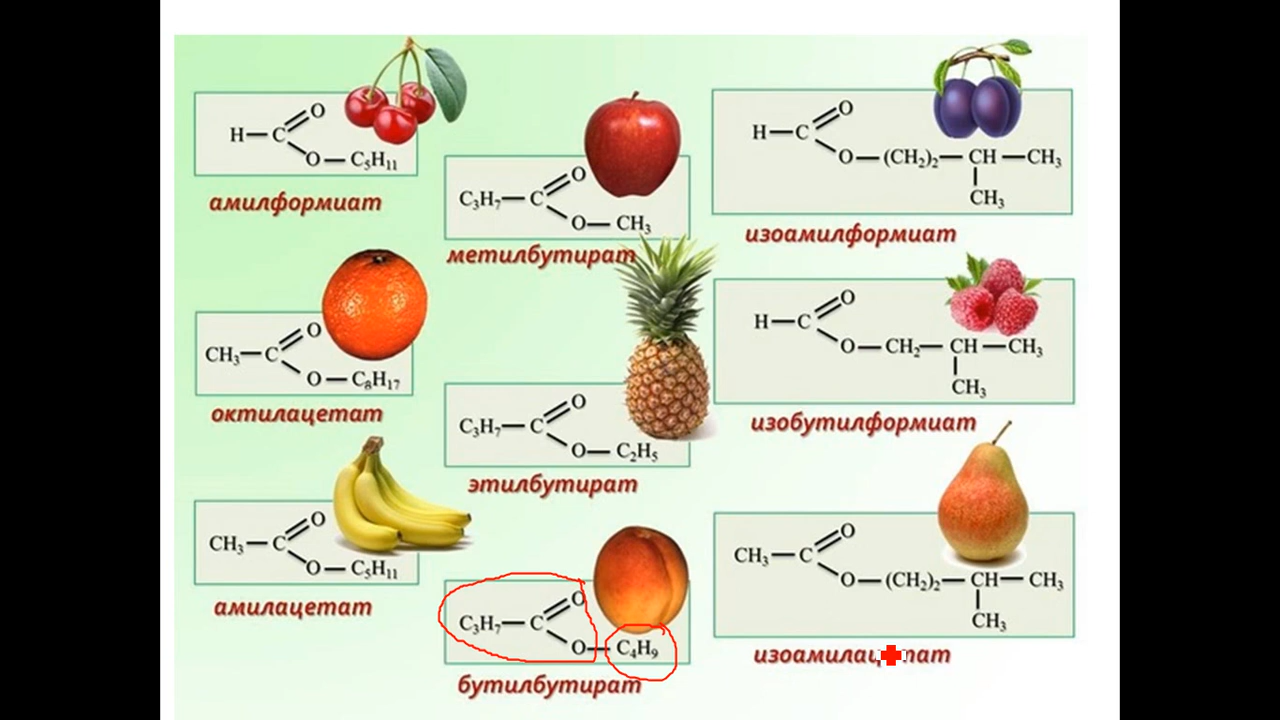 H—C
O
O—C₅H₁₁
амилформиат
C₃H₇—C
O
O—CH₃
метилбутират
H—C
O
O—(CH₂)₂—CH—CH₃
CH₃
изоамилформиат
CH₃—C
O
O—C₈H₁₇
октилацетат
C₃H₇—C
O
O—C₂H₅
этилбутират
H—C
O
O—CH₂—CH—CH₃
CH₃
изобутилформиат
CH₃—C
O
O—C₅H₁₁
амилацетат
C₃H₇—C
O
O—C₄H₉
бутилбутират
CH₃—C
O
O—(CH₂)₂—CH—CH₃
CH₃